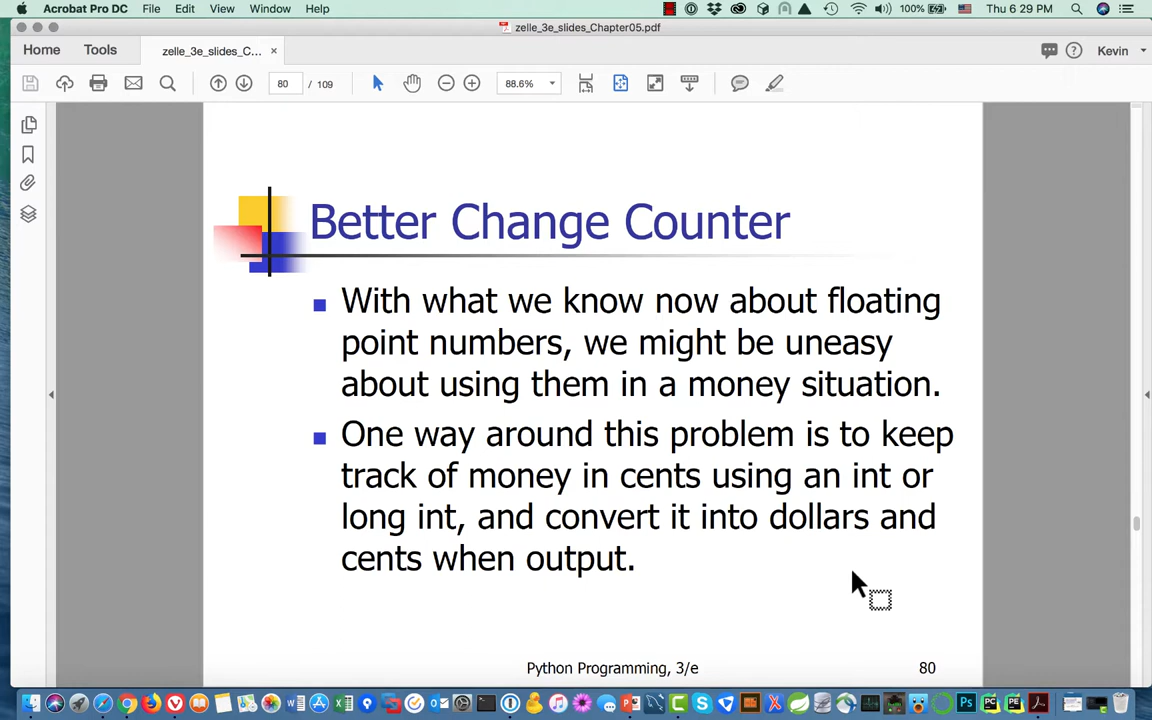 Acrobat Pro DC File Edit View Window Help 100% Thu 6:29 PM
zelle_3e_slides_Chapter05.pdf
Home Tools zelle_3e_slides_C... × Kevin
80 / 109 88.6%
Better Change Counter
With what we know now about floating
point numbers, we might be uneasy
about using them in a money situation.
One way around this problem is to keep
track of money in cents using an int or
long int, and convert it into dollars and
cents when output.
Python Programming, 3/e 80